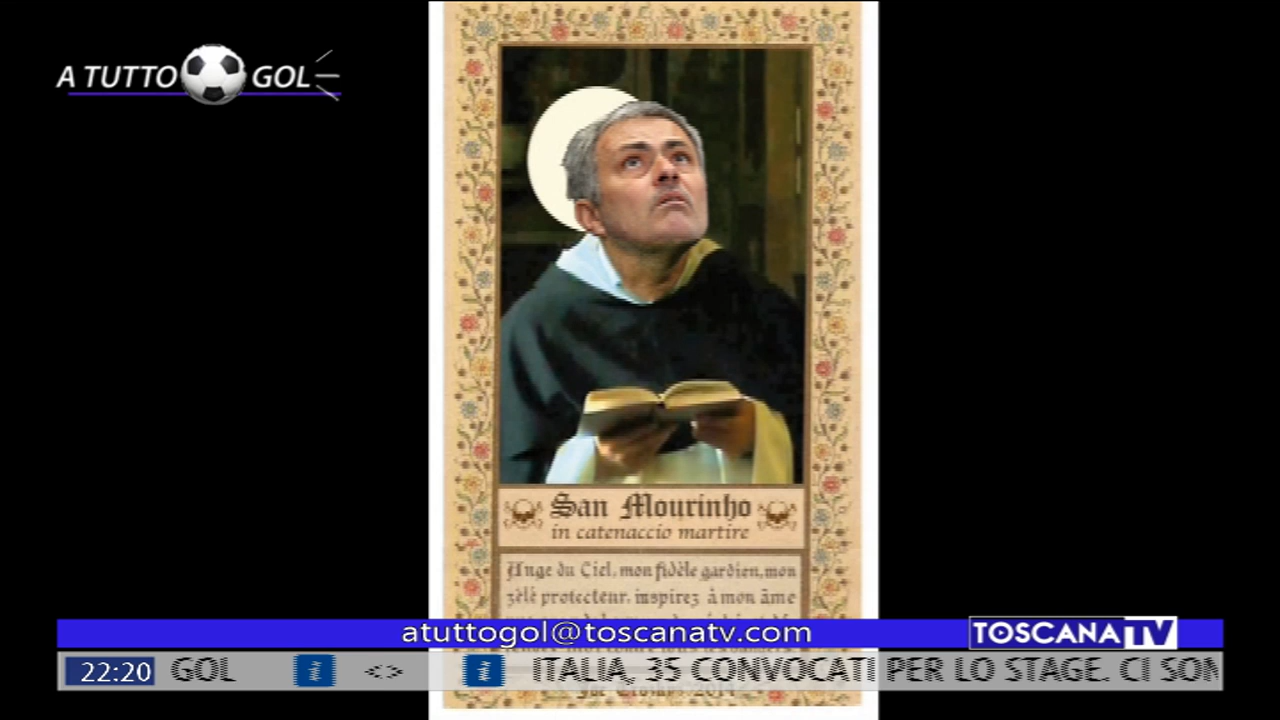 A TUTTO GOL
San Mourinho
in catenaccio martire
Ange du Ciel, mon fidèle gardien, mon
zèlé protecteur, inspirez à mon âme
atuttogol@toscanatv.com
TOSCANA TV
22:20 GOL <> ITALIA, 35 CONVOCATI PER LO STAGE. CI SON